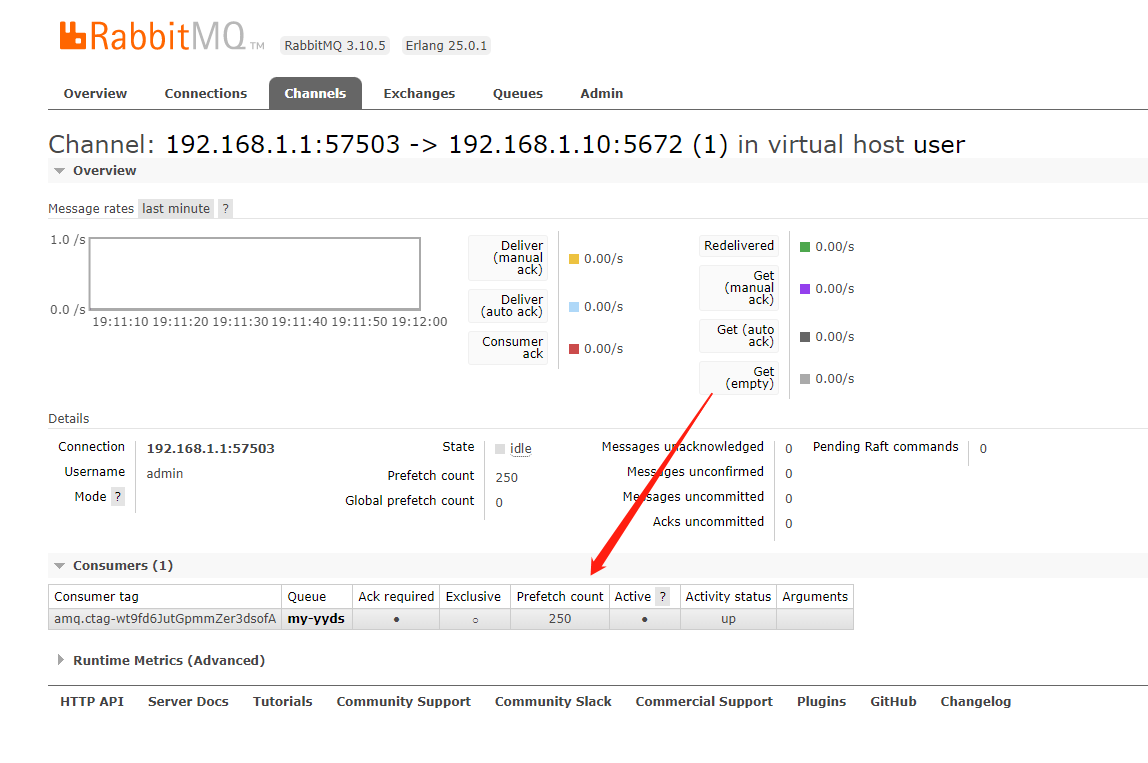 RabbitMQ TM RabbitMQ 3.10.5 Erlang 25.0.1
Overview Connections Channels Exchanges Queues Admin
Channel: 192.168.1.1:57503 -> 192.168.1.10:5672 (1) in virtual host user
Overview
Message rates last minute ?
1.0 /s
0.0 /s
19:11:10 19:11:20 19:11:30 19:11:40 19:11:50 19:12:00
Deliver
(manual
ack)
0.00/s
Deliver
(auto ack)
0.00/s
Consumer
ack
0.00/s
Redelivered
0.00/s
Get
(manual
ack)
0.00/s
Get (auto
ack)
0.00/s
Get
(empty)
0.00/s
Details
Connection 192.168.1.1:57503
Username admin
Mode ?
State idle
Prefetch count 250
Global prefetch count 0
Messages unacknowledged 0
Messages unconfirmed 0
Messages uncommitted 0
Acks uncommitted 0
Pending Raft commands 0
Consumers (1)
Consumer tag Queue Ack required Exclusive Prefetch count Active ? Activity status Arguments
amq.ctag-wt9fd6JutGpmmZer3dsofA my-yyds ● ○ 250 ● up
Runtime Metrics (Advanced)
HTTP API Server Docs Tutorials Community Support Community Slack Commercial Support Plugins GitHub Changelog